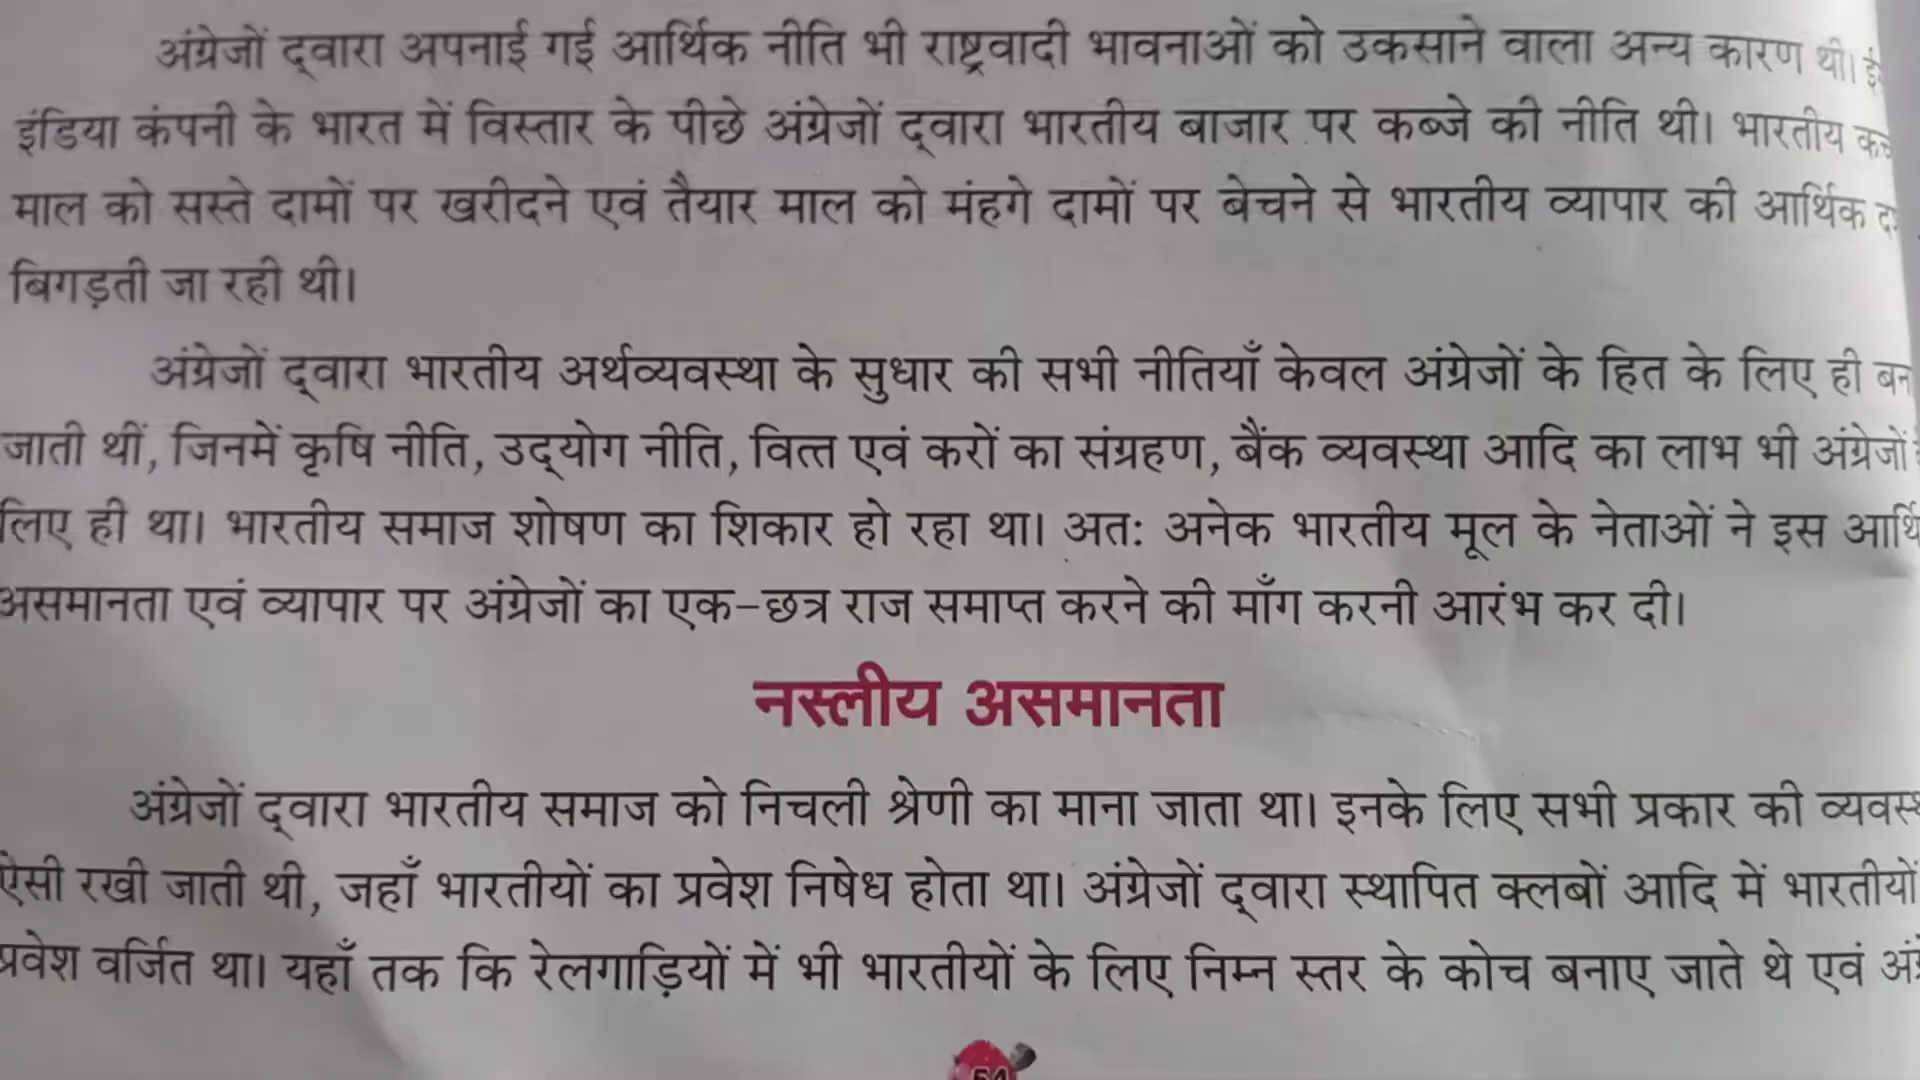 अंग्रेजों द्वारा अपनाई गई आर्थिक नीति भी राष्ट्रवादी भावनाओं को उकसाने वाला अन्य कारण थी।
इंडिया कंपनी के भारत में विस्तार के पीछे अंग्रेजों द्वारा भारतीय बाजार पर कब्जे की नीति थी। भारतीय
माल को सस्ते दामों पर खरीदने एवं तैयार माल को मंहगे दामों पर बेचने से भारतीय व्यापार की आर्थिक
बिगड़ती जा रही थी।
अंग्रेजों द्वारा भारतीय अर्थव्यवस्था के सुधार की सभी नीतियाँ केवल अंग्रेजों के हित के लिए ही
जाती थीं, जिनमें कृषि नीति, उद्योग नीति, वित्त एवं करों का संग्रहण, बैंक व्यवस्था आदि का लाभ भी अंग्रेजों
लिए ही था। भारतीय समाज शोषण का शिकार हो रहा था। अतः अनेक भारतीय मूल के नेताओं ने इस
असमानता एवं व्यापार पर अंग्रेजों का एक-छत्र राज समाप्त करने की माँग करनी आरंभ कर दी।
नस्लीय असमानता
अंग्रेजों द्वारा भारतीय समाज को निचली श्रेणी का माना जाता था। इनके लिए सभी प्रकार की
ऐसी रखी जाती थी, जहाँ भारतीयों का प्रवेश निषेध होता था। अंग्रेजों द्वारा स्थापित क्लबों आदि में भारतीयों
प्रवेश वर्जित था। यहाँ तक कि रेलगाड़ियों में भी भारतीयों के लिए निम्न स्तर के कोच बनाए जाते थे एवं